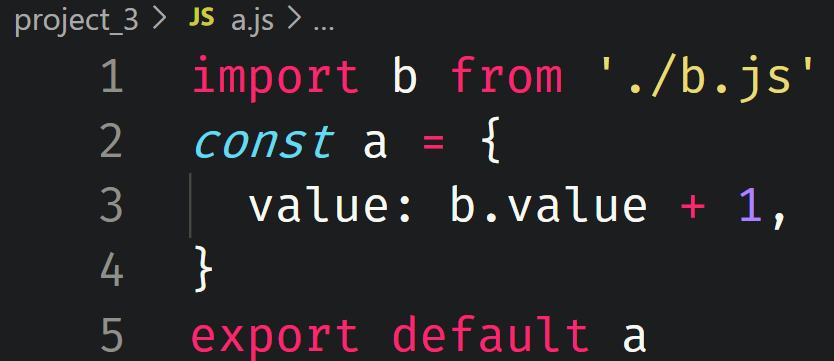 project_3 > JS a.js > ...
1 import b from './b.js'
2 const a = {
3 value: b.value + 1,
4 }
5 export default a